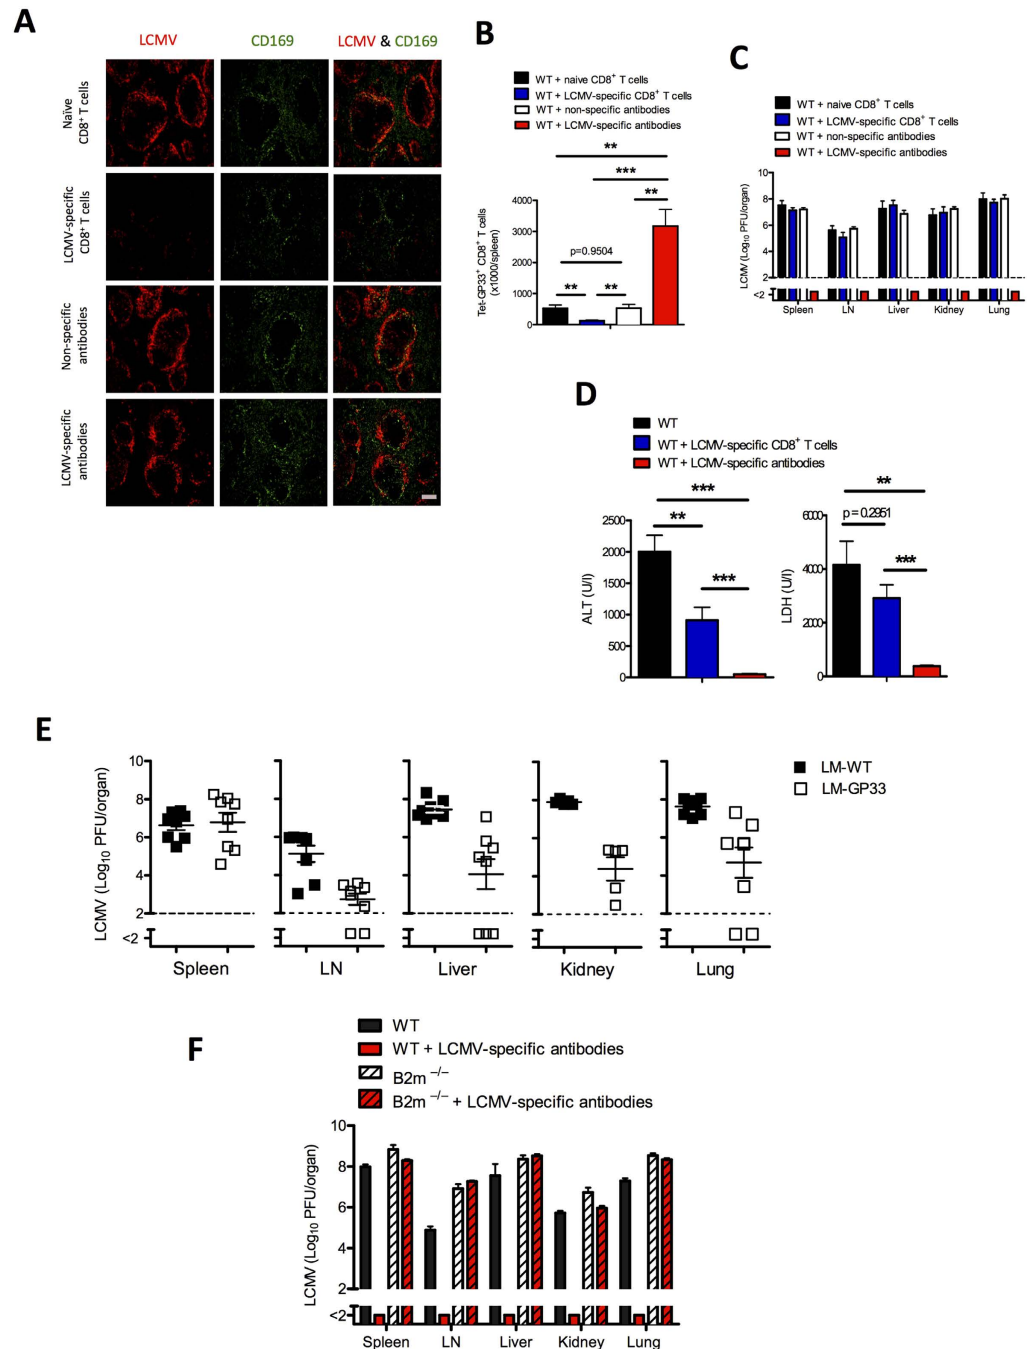 A
LCMV
CD169
LCMV & CD169
Naïve
CD8+ T cells
LCMV-specific
CD8+ T cells
Non-specific
antibodies
LCMV-specific
antibodies
B
WT + naive CD8+ T cells
WT + LCMV-specific CD8+ T cells
WT + non-specific antibodies
WT + LCMV-specific antibodies
**
***
**
p=0.9504
**
**
Tet-GP33+ CD8+ T cells
(x1000/spleen)
4000
3000
2000
1000
0
C
WT + naive CD8+ T cells
WT + LCMV-specific CD8+ T cells
WT + non-specific antibodies
WT + LCMV-specific antibodies
LCMV (Log10 PFU/organ)
10
8
6
4
2
<2
Spleen
LN
Liver
Kidney
Lung
D
WT
WT + LCMV-specific CD8+ T cells
WT + LCMV-specific antibodies
***
**
***
ALT (U/l)
2500
2000
1500
1000
500
0
**
p=0.2951
***
LDH (U/l)
6000
4000
2000
0
E
LCMV (Log10 PFU/organ)
10
8
6
4
2
<2
Spleen
LN
Liver
Kidney
Lung
LM-WT
LM-GP33
F
WT
WT + LCMV-specific antibodies
B2m −/−
B2m −/− + LCMV-specific antibodies
LCMV (Log10 PFU/organ)
10
8
6
4
2
<2
Spleen
LN
Liver
Kidney
Lung